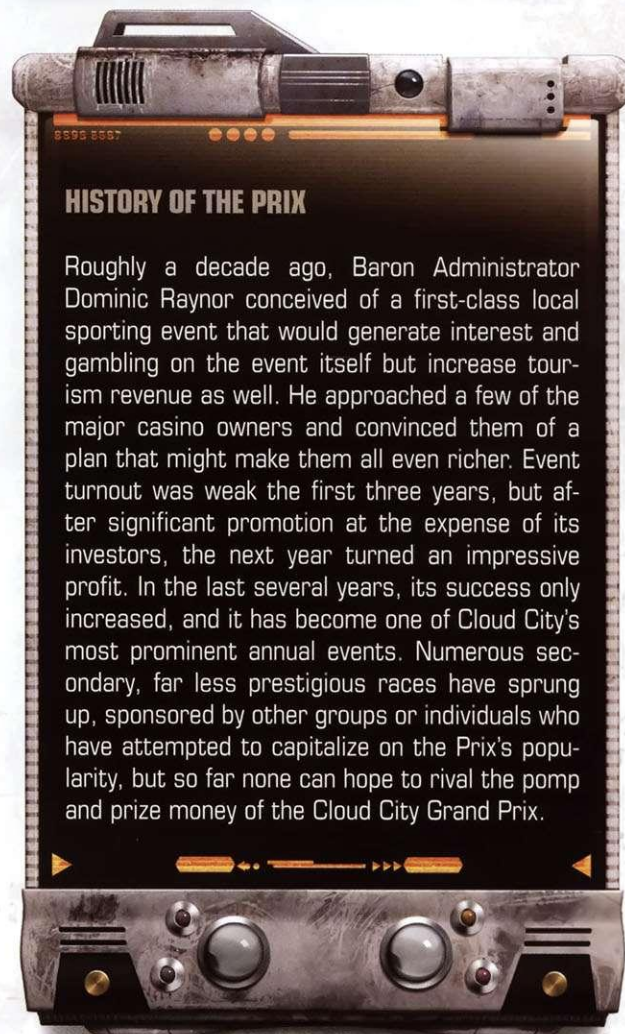 8595 8587
HISTORY OF THE PRIX
Roughly a decade ago, Baron Administrator
Dominic Raynor conceived of a first-class local
sporting event that would generate interest and
gambling on the event itself but increase tour-
ism revenue as well. He approached a few of the
major casino owners and convinced them of a
plan that might make them all even richer. Event
turnout was weak the first three years, but af-
ter significant promotion at the expense of its
investors, the next year turned an impressive
profit. In the last several years, its success only
increased, and it has become one of Cloud City's
most prominent annual events. Numerous sec-
ondary, far less prestigious races have sprung
up, sponsored by other groups or individuals who
have attempted to capitalize on the Prix's popu-
larity, but so far none can hope to rival the pomp
and prize money of the Cloud City Grand Prix.